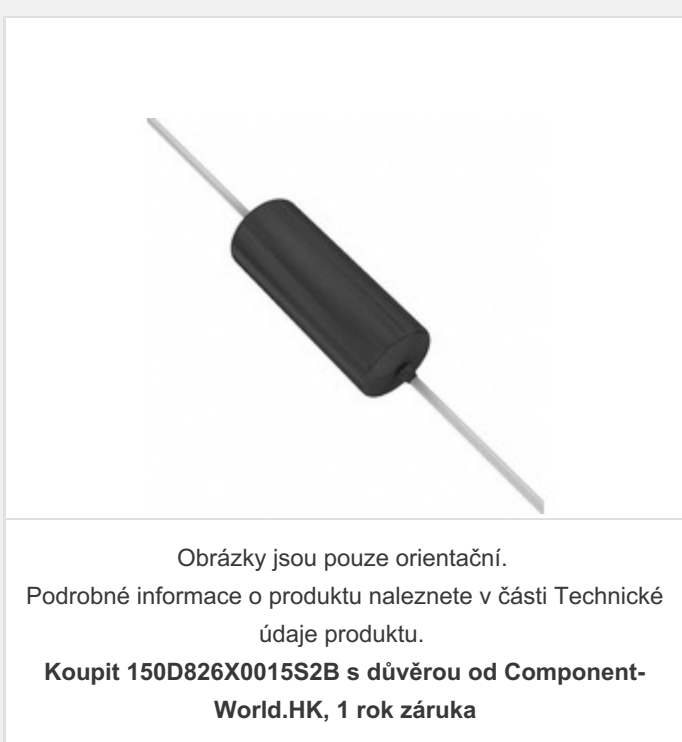 Obrázky jsou pouze orientační.
Podrobné informace o produktu naleznete v části Technické
údaje produktu.
Koupit 150D826X0015S2B s důvěrou od Component-
World.HK, 1 rok záruka